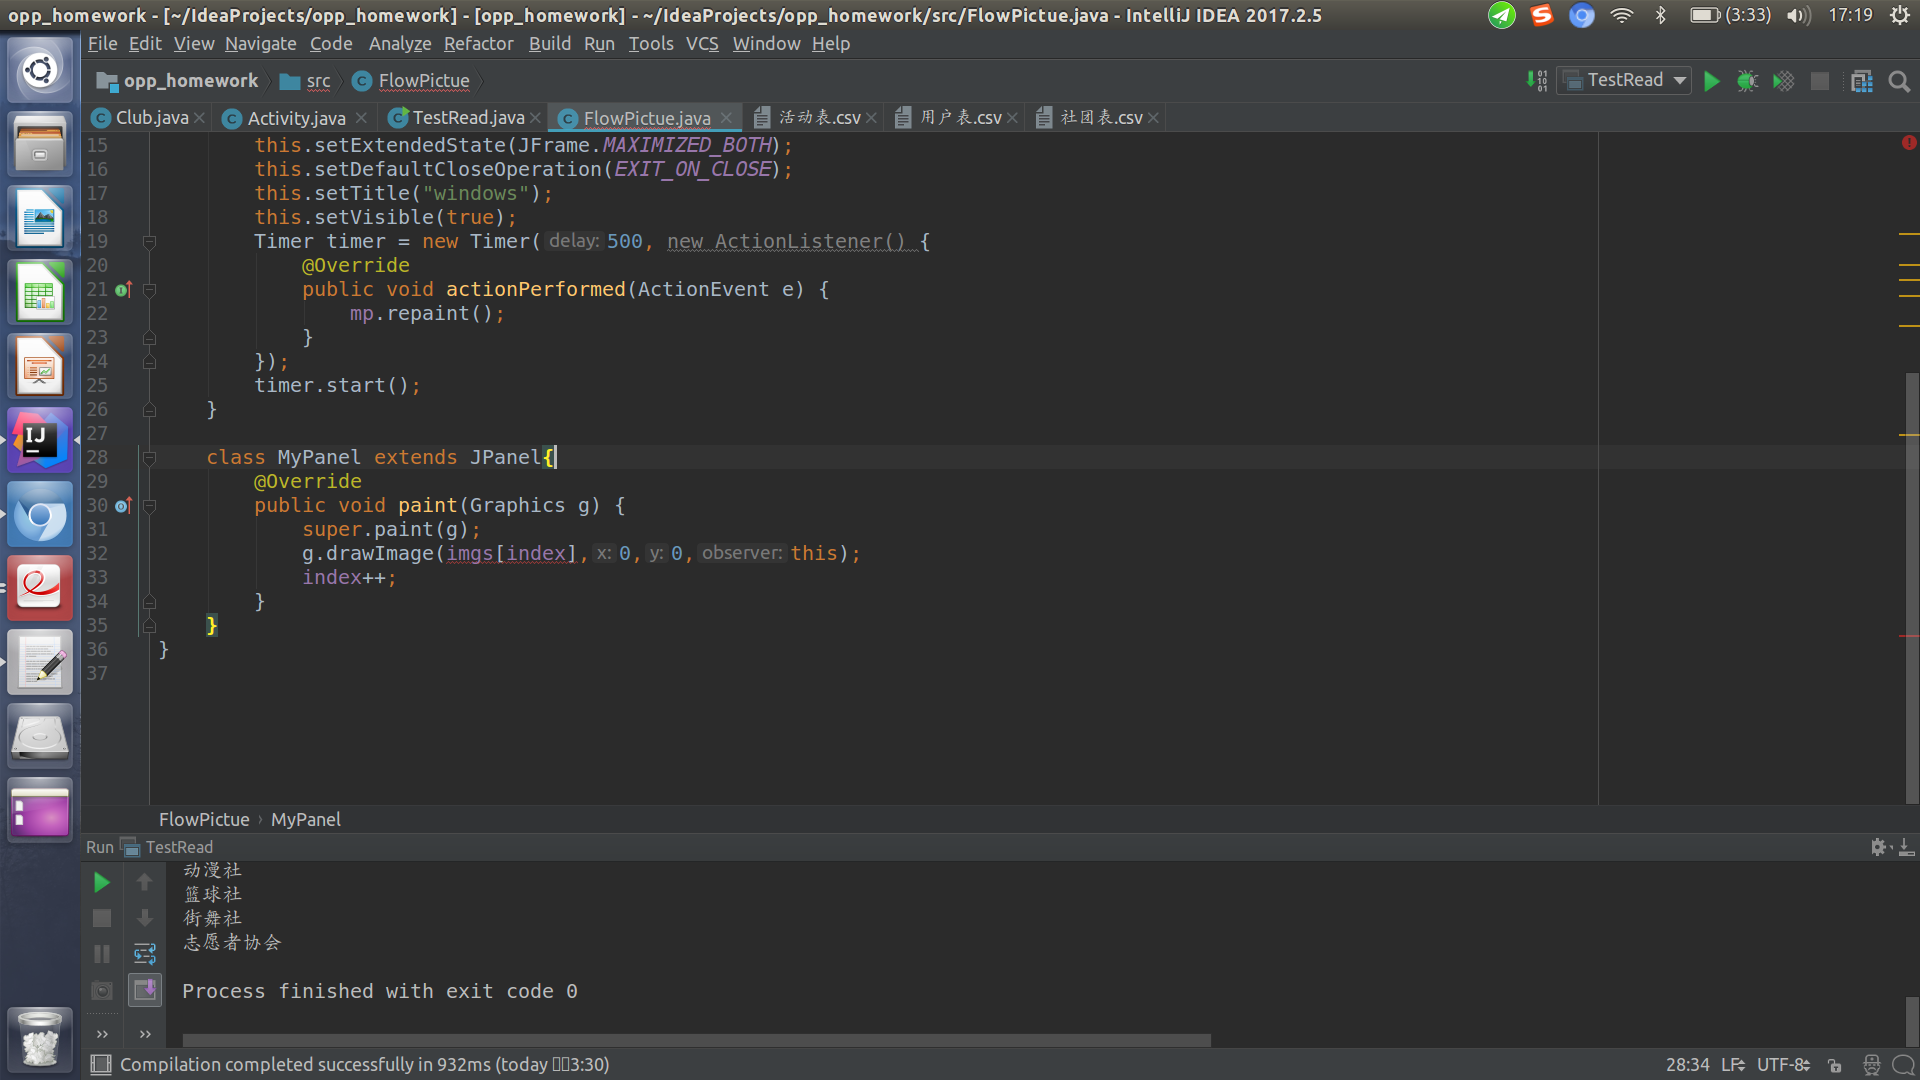 opp_homework - [~/IdeaProjects/opp_homework] - [opp_homework] - ~/IdeaProjects/opp_homework/src/FlowPictue.java - IntelliJ IDEA 2017.2.5 (3:33) 17:19
File Edit View Navigate Code Analyze Refactor Build Run Tools VCS Window Help
opp_homework src FlowPictue TestRead
Club.java Activity.java TestRead.java FlowPictue.java 活动表.csv 用户表.csv 社团表.csv
15 this.setExtendedState(JFrame.MAXIMIZED_BOTH);
16 this.setDefaultCloseOperation(EXIT_ON_CLOSE);
17 this.setTitle("windows");
18 this.setVisible(true);
19 Timer timer = new Timer( delay: 500, new ActionListener() {
20 @Override
21 public void actionPerformed(ActionEvent e) {
22 mp.repaint();
23 }
24 });
25 timer.start();
26 }
27
28 class MyPanel extends JPanel{
29 @Override
30 public void paint(Graphics g) {
31 super.paint(g);
32 g.drawImage(imgs[index], x: 0, y: 0, observer: this);
33 index++;
34 }
35 }
36 }
37
FlowPictue › MyPanel
Run TestRead
动漫社
篮球社
街舞社
志愿者协会
Process finished with exit code 0
Compilation completed successfully in 932ms (today 3:30) 28:34 LF UTF-8